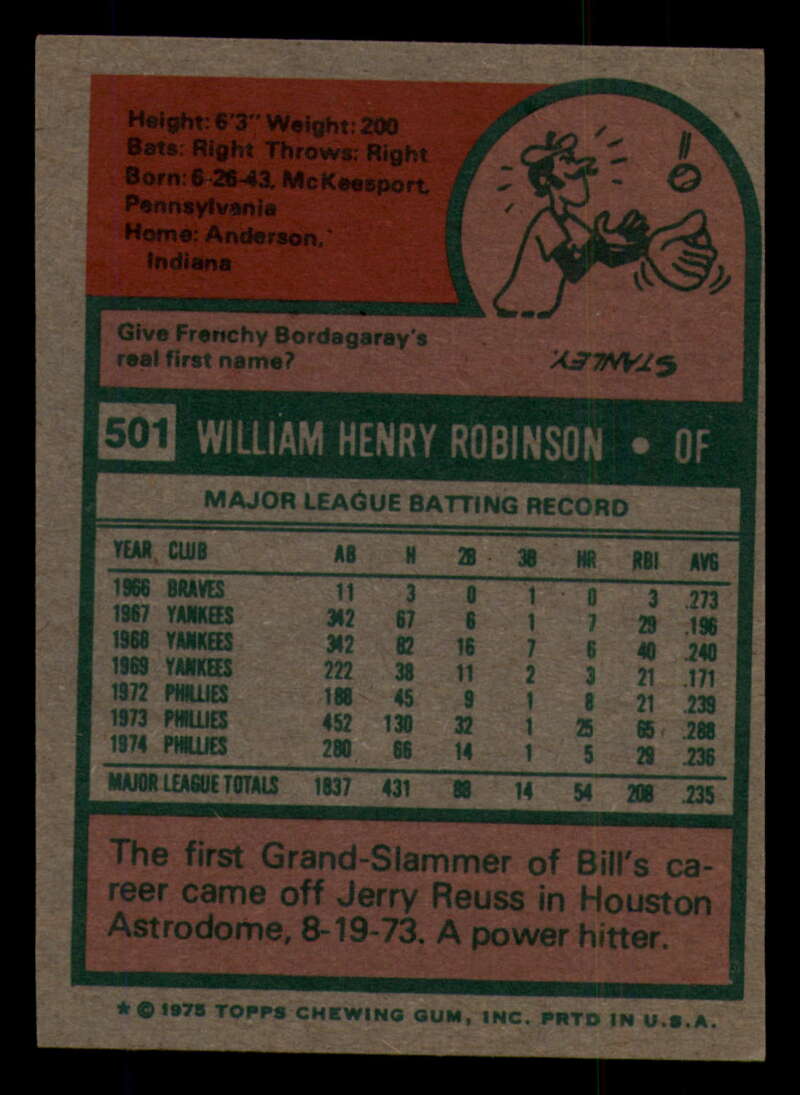 Height: 6'3" Weight: 200
Bats: Right Throws: Right
Born: 6-26-43, McKeesport,
Pennsylvania
Home: Anderson,
Indiana
Give Frenchy Bordagaray's
real first name?
STANLEY.
501 WILLIAM HENRY ROBINSON • OF
MAJOR LEAGUE BATTING RECORD
YEAR CLUB AB H 2B 3B HR RBI AVG
1966 BRAVES 11 3 0 1 0 3 .273
1967 YANKEES 342 67 6 1 7 29 .196
1968 YANKEES 342 82 16 7 6 40 .240
1969 YANKEES 222 38 11 2 3 21 .171
1972 PHILLIES 188 45 9 1 8 21 .239
1973 PHILLIES 452 130 32 1 25 65 .288
1974 PHILLIES 280 66 14 1 5 29 .236
MAJOR LEAGUE TOTALS 1837 431 88 14 54 208 .235
The first Grand-Slammer of Bill's ca-
reer came off Jerry Reuss in Houston
Astrodome, 8-19-73. A power hitter.
* © 1975 TOPPS CHEWING GUM, INC. PRTD IN U.S.A.